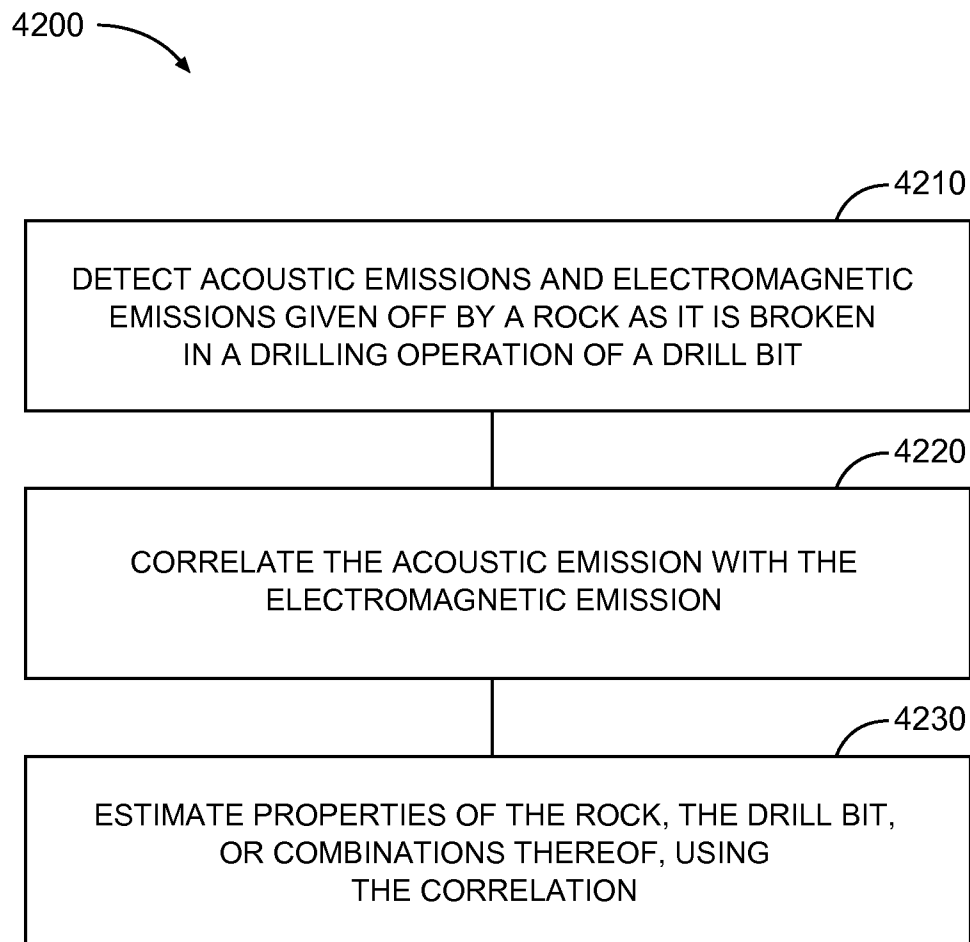 4200
4210
DETECT ACOUSTIC EMISSIONS AND ELECTROMAGNETIC
EMISSIONS GIVEN OFF BY A ROCK AS IT IS BROKEN
IN A DRILLING OPERATION OF A DRILL BIT
4220
CORRELATE THE ACOUSTIC EMISSION WITH THE
ELECTROMAGNETIC EMISSION
4230
ESTIMATE PROPERTIES OF THE ROCK, THE DRILL BIT,
OR COMBINATIONS THEREOF, USING
THE CORRELATION